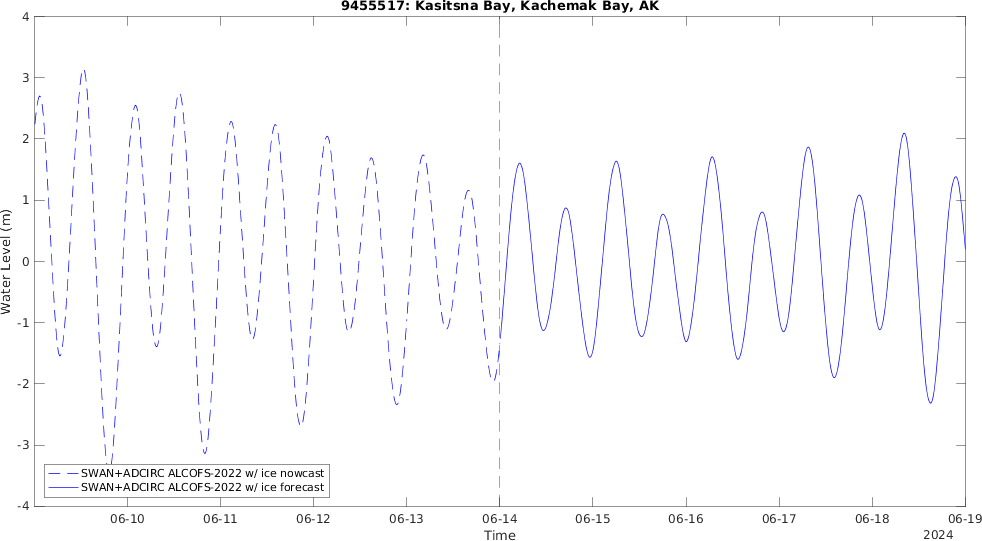 9455517: Kasitsna Bay, Kachemak Bay, AK
4
3
2
1
0
-1
-2
-3
-4
Water Level (m)
SWAN+ADCIRC ALCOFS-2022 w/ ice nowcast
SWAN+ADCIRC ALCOFS-2022 w/ ice forecast
06-10 06-11 06-12 06-13 06-14 06-15 06-16 06-17 06-18 06-19
Time
2024